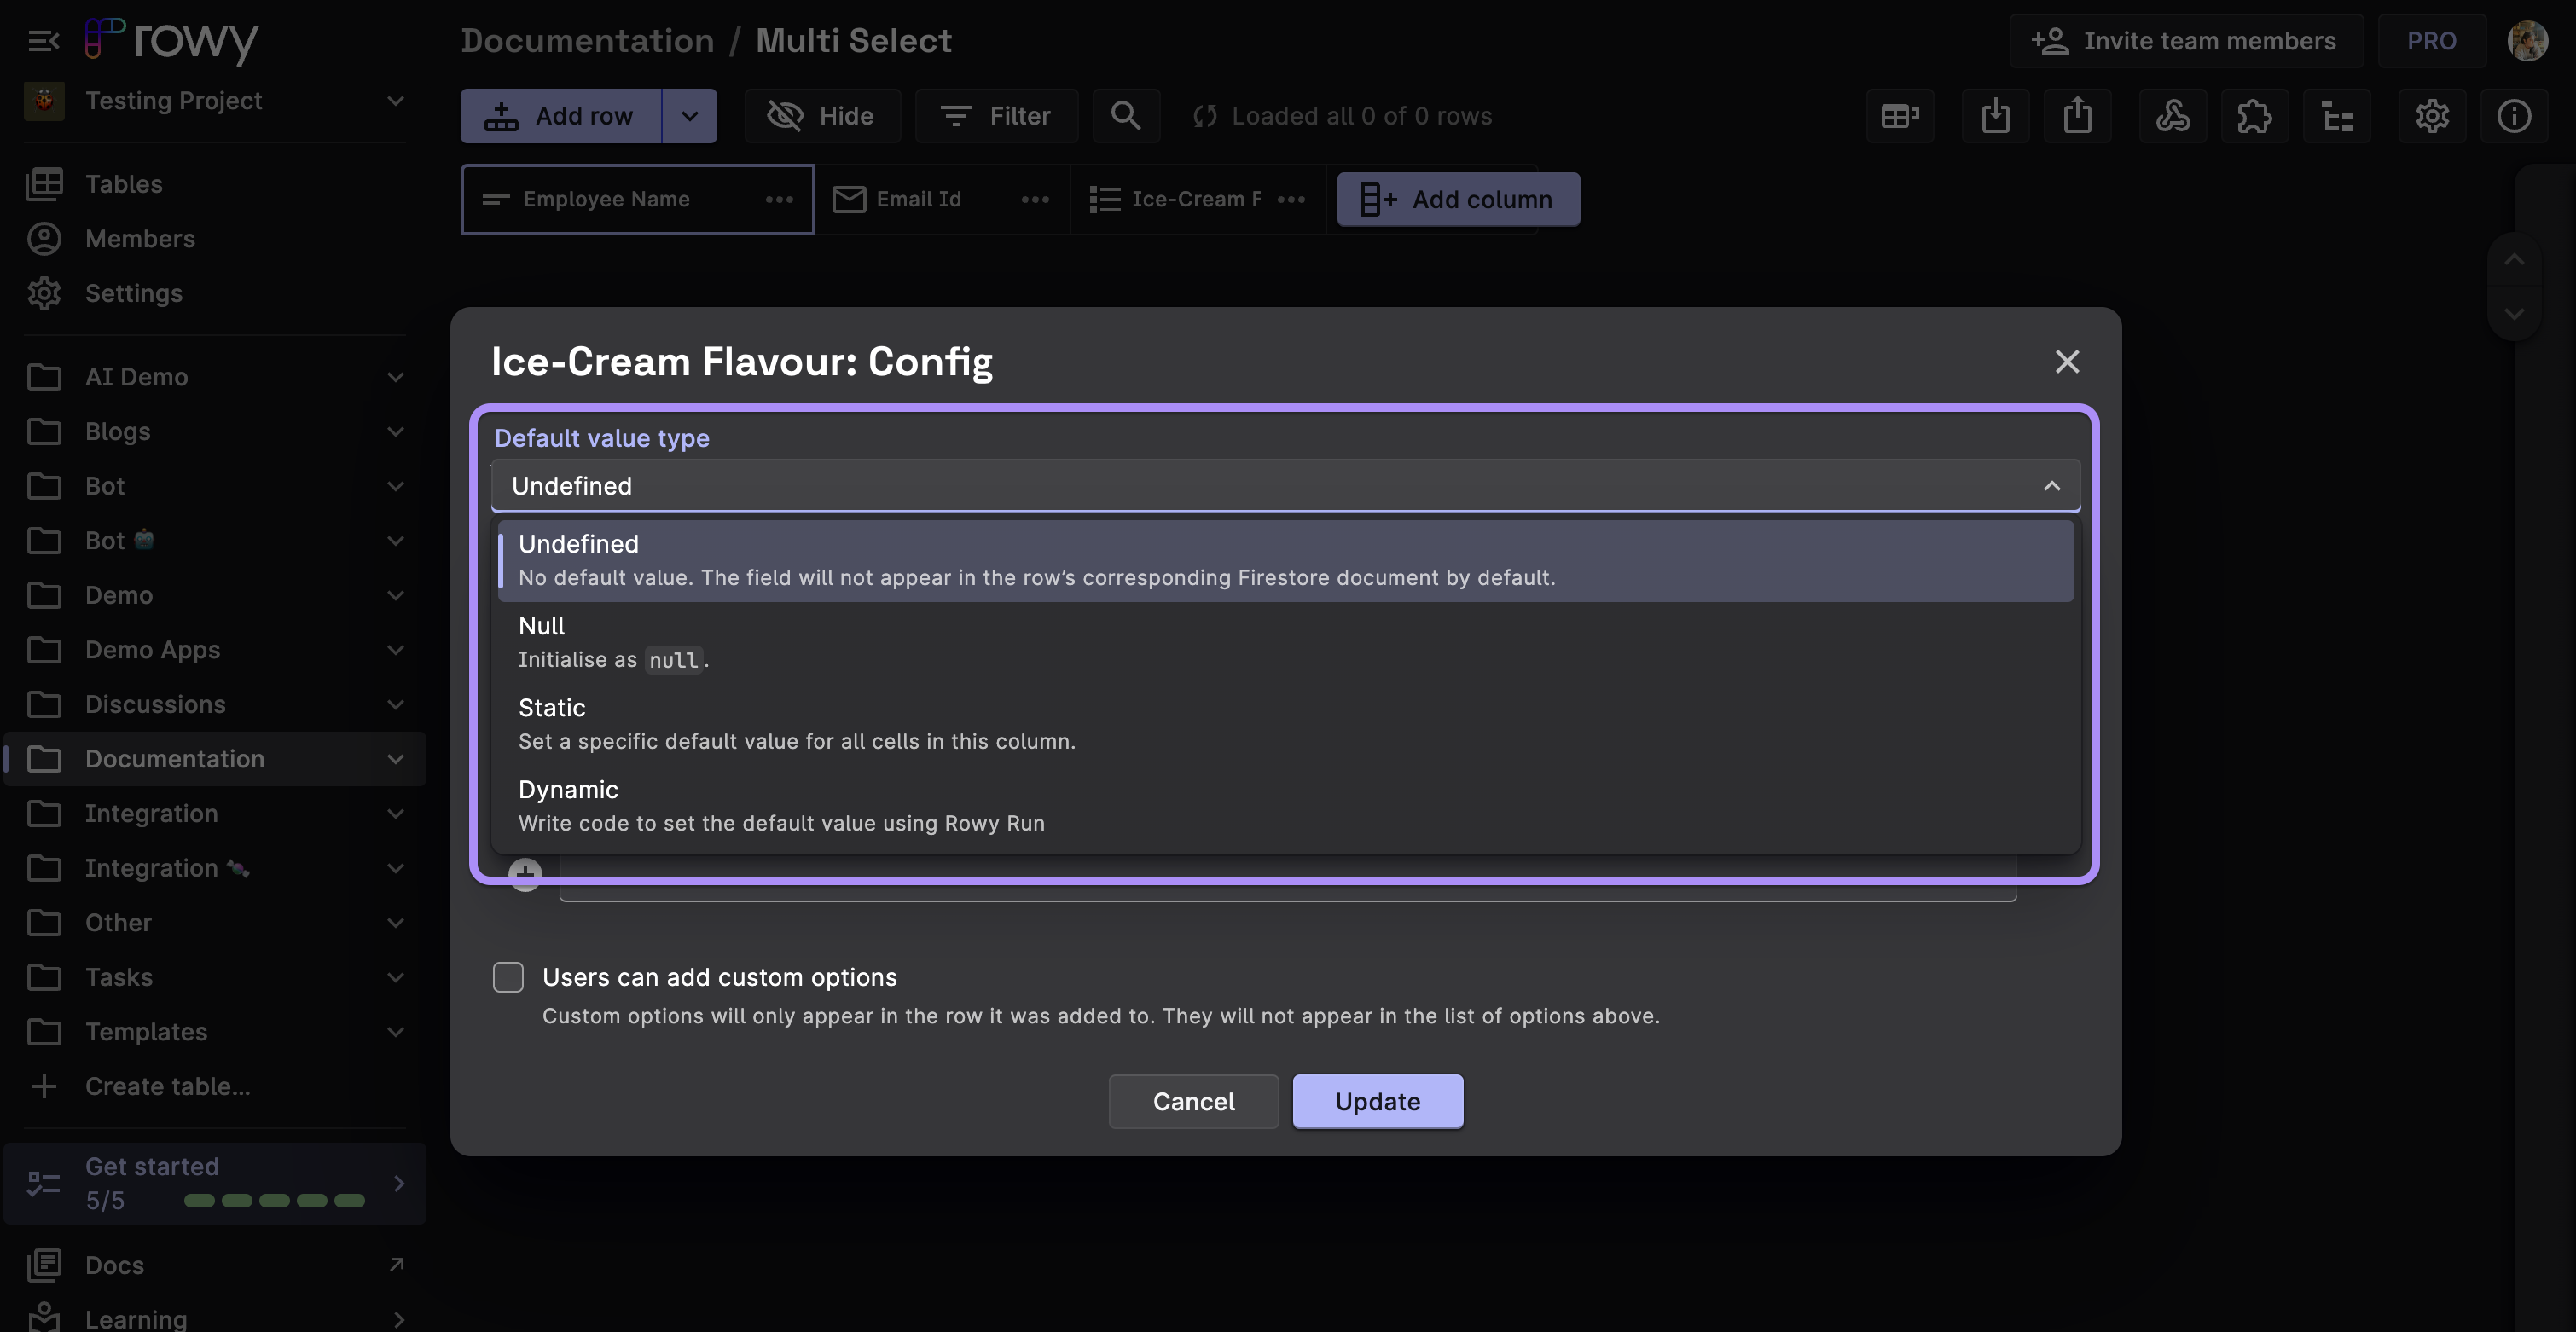 rowy
Documentation / Multi Select
Invite team members
PRO
Testing Project
Add row
Hide
Filter
Loaded all 0 of 0 rows
Employee Name
Email Id
Ice-Cream F
Add column
Tables
Members
Settings
AI Demo
Blogs
Bot
Bot 🤖
Demo
Demo Apps
Discussions
Documentation
Integration
Integration 🍬
Other
Tasks
Templates
Create table...
Get started
5/5
Docs
Learning
Ice-Cream Flavour: Config
Default value type
Undefined
Undefined
No default value. The field will not appear in the row’s corresponding Firestore document by default.
Null
Initialise as null.
Static
Set a specific default value for all cells in this column.
Dynamic
Write code to set the default value using Rowy Run
Users can add custom options
Custom options will only appear in the row it was added to. They will not appear in the list of options above.
Cancel
Update